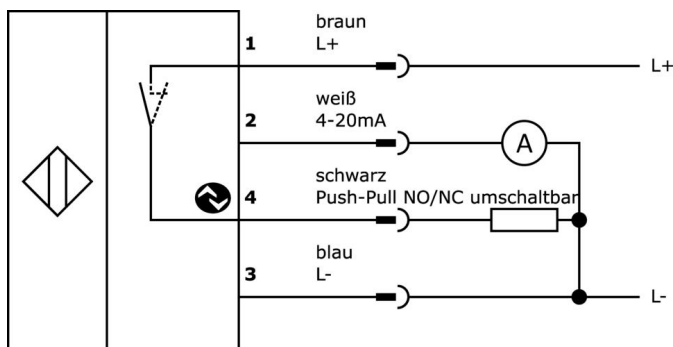 braun
1 L+
L+
weiß
2 4-20mA
A
schwarz
4 Push-Pull NO/NC umschaltbar
blau
3 L-
L-